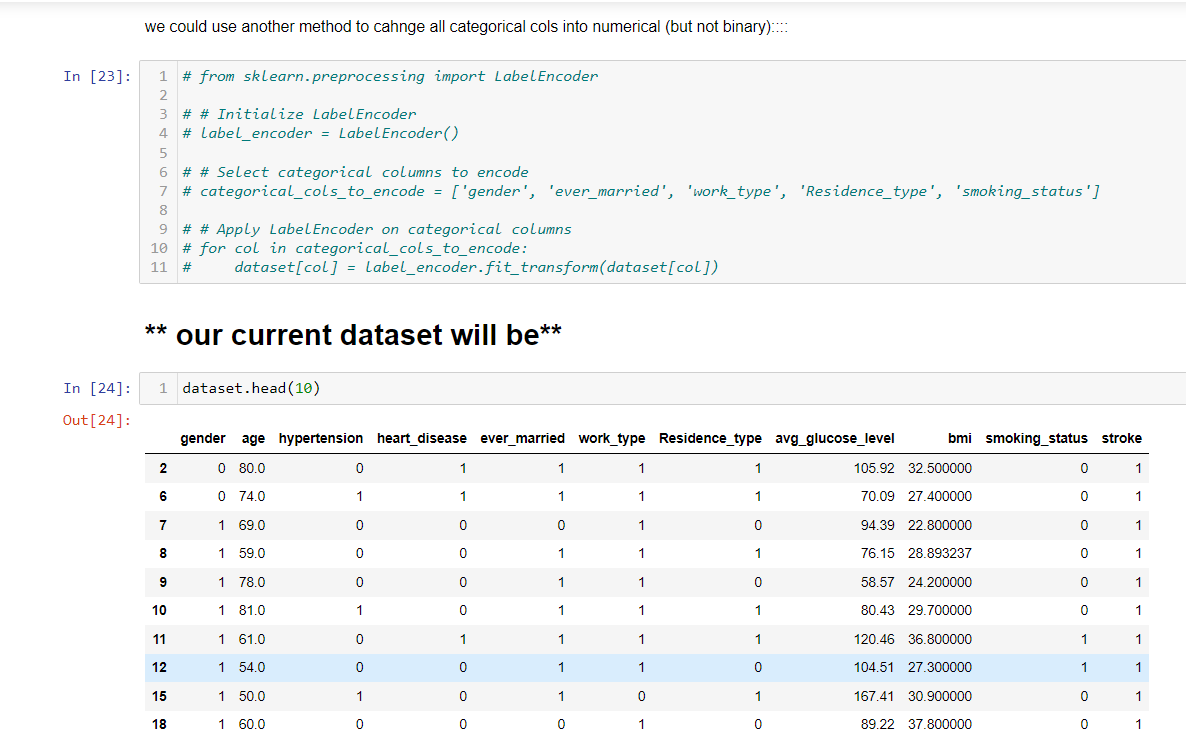 we could use another method to cahnge all categorical cols into numerical (but not binary)::::
In [23]:
1 # from sklearn.preprocessing import LabelEncoder
2
3 # # Initialize LabelEncoder
4 # label_encoder = LabelEncoder()
5
6 # # Select categorical columns to encode
7 # categorical_cols_to_encode = ['gender', 'ever_married', 'work_type', 'Residence_type', 'smoking_status']
8
9 # # Apply LabelEncoder on categorical columns
10 # for col in categorical_cols_to_encode:
11 #     dataset[col] = label_encoder.fit_transform(dataset[col])
** our current dataset will be**
In [24]:
1 dataset.head(10)
Out[24]:
gender age hypertension heart_disease ever_married work_type Residence_type avg_glucose_level bmi smoking_status stroke
2 0 80.0 0 1 1 1 1 105.92 32.500000 0 1
6 0 74.0 1 1 1 1 1 70.09 27.400000 0 1
7 1 69.0 0 0 0 1 0 94.39 22.800000 0 1
8 1 59.0 0 0 1 1 1 76.15 28.893237 0 1
9 1 78.0 0 0 1 1 0 58.57 24.200000 0 1
10 1 81.0 1 0 1 1 1 80.43 29.700000 0 1
11 1 61.0 0 1 1 1 1 120.46 36.800000 1 1
12 1 54.0 0 0 1 1 0 104.51 27.300000 1 1
15 1 50.0 1 0 1 0 1 167.41 30.900000 0 1
18 1 60.0 0 0 0 1 0 89.22 37.800000 0 1